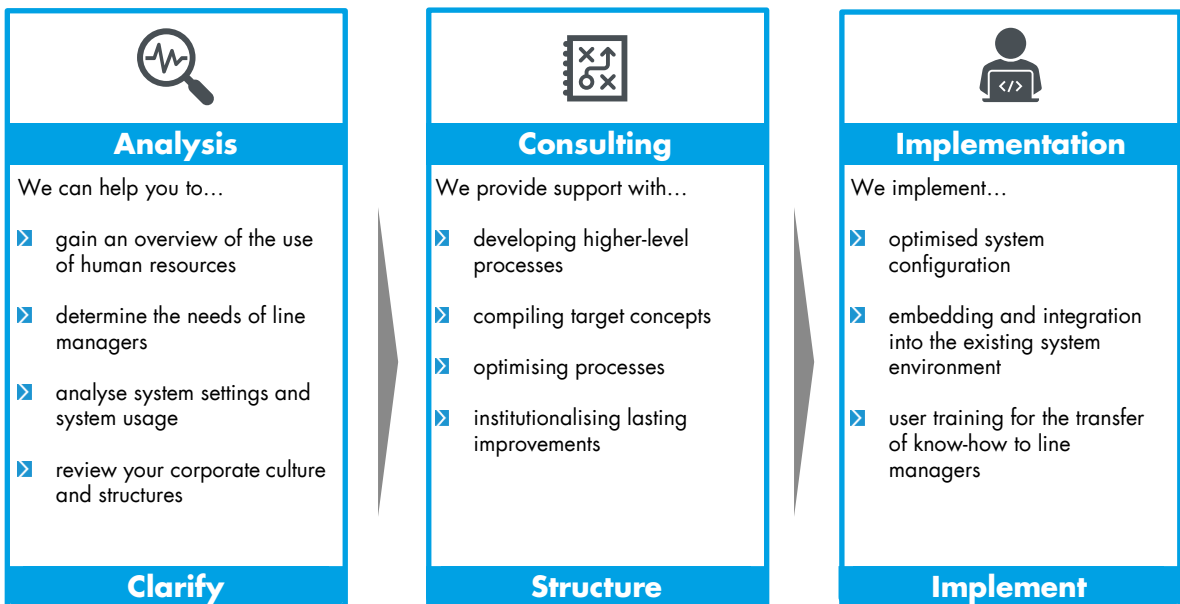 Analysis
We can help you to…
gain an overview of the use
of human resources
determine the needs of line
managers
analyse system settings and
system usage
review your corporate culture
and structures
Clarify
Consulting
We provide support with…
developing higher-level
processes
compiling target concepts
optimising processes
institutionalising lasting
improvements
Structure
</>
Implementation
We implement…
optimised system
configuration
embedding and integration
into the existing system
environment
user training for the transfer
of know-how to line
managers
Implement